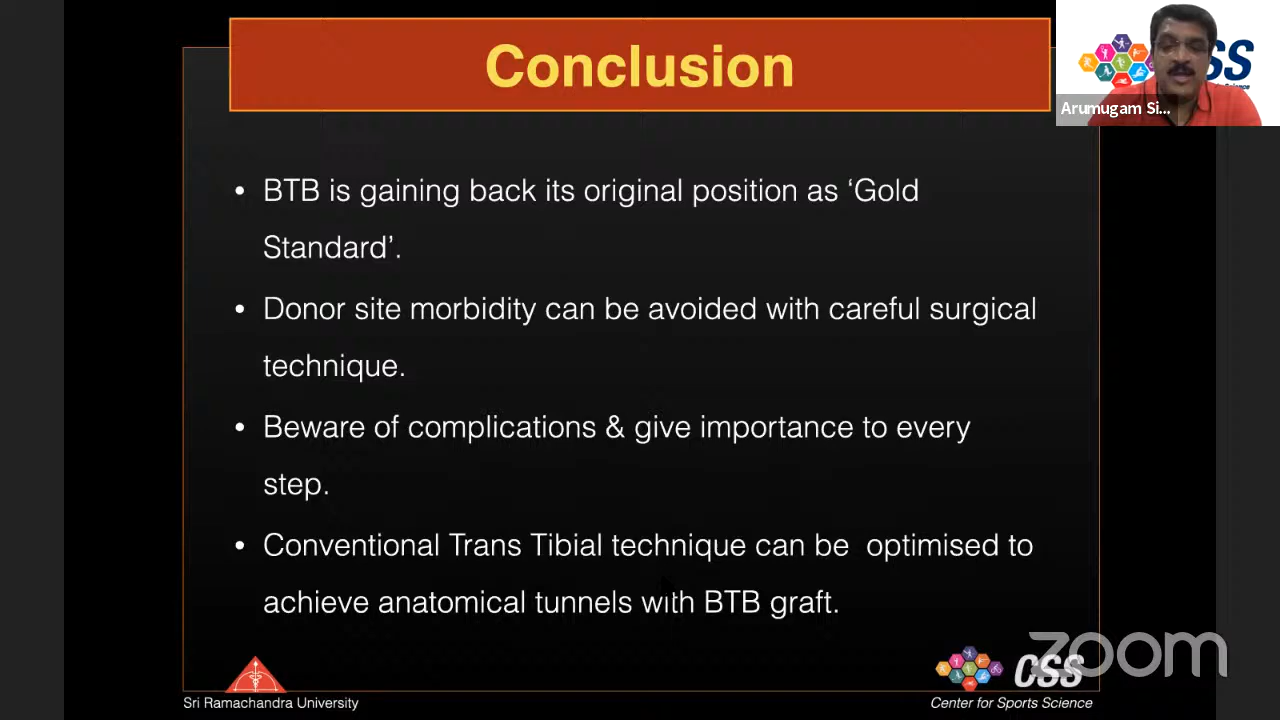 Conclusion
• BTB is gaining back its original position as ‘Gold
Standard’.
• Donor site morbidity can be avoided with careful surgical
technique.
• Beware of complications & give importance to every
step.
• Conventional Trans Tibial technique can be optimised to
achieve anatomical tunnels with BTB graft.
Arumugam Si...
Sri Ramachandra University
CSS
Center for Sports Science
zoom